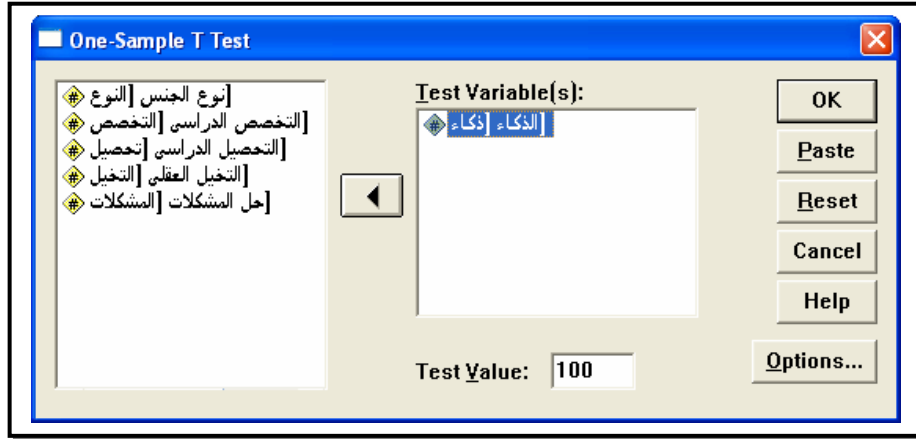 One-Sample T Test
نوع الجنس [النوع]
التخصص الدراسى [التخصص]
التحصيل الدراسى [تحصيل]
التخيل العقلى [التخيل]
حل المشكلات [المشكلات]
Test Variable(s):
الذكاء [ذكاء]
OK
Paste
Reset
Cancel
Help
Test Value: 100
Options...